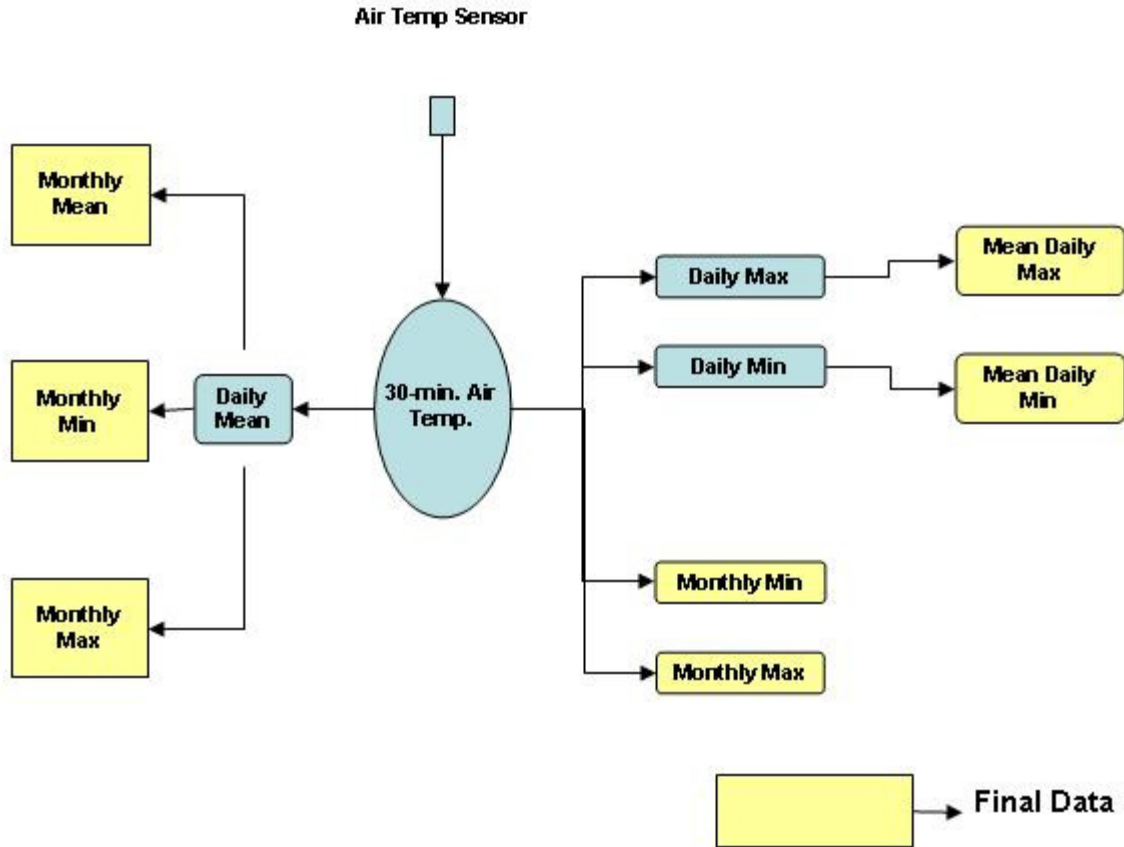 Air Temp Sensor
Monthly
Mean
Monthly
Min
Monthly
Max
Daily
Mean
30-min. Air
Temp.
Daily Max
Daily Min
Mean Daily
Max
Mean Daily
Min
Monthly Min
Monthly Max
Final Data